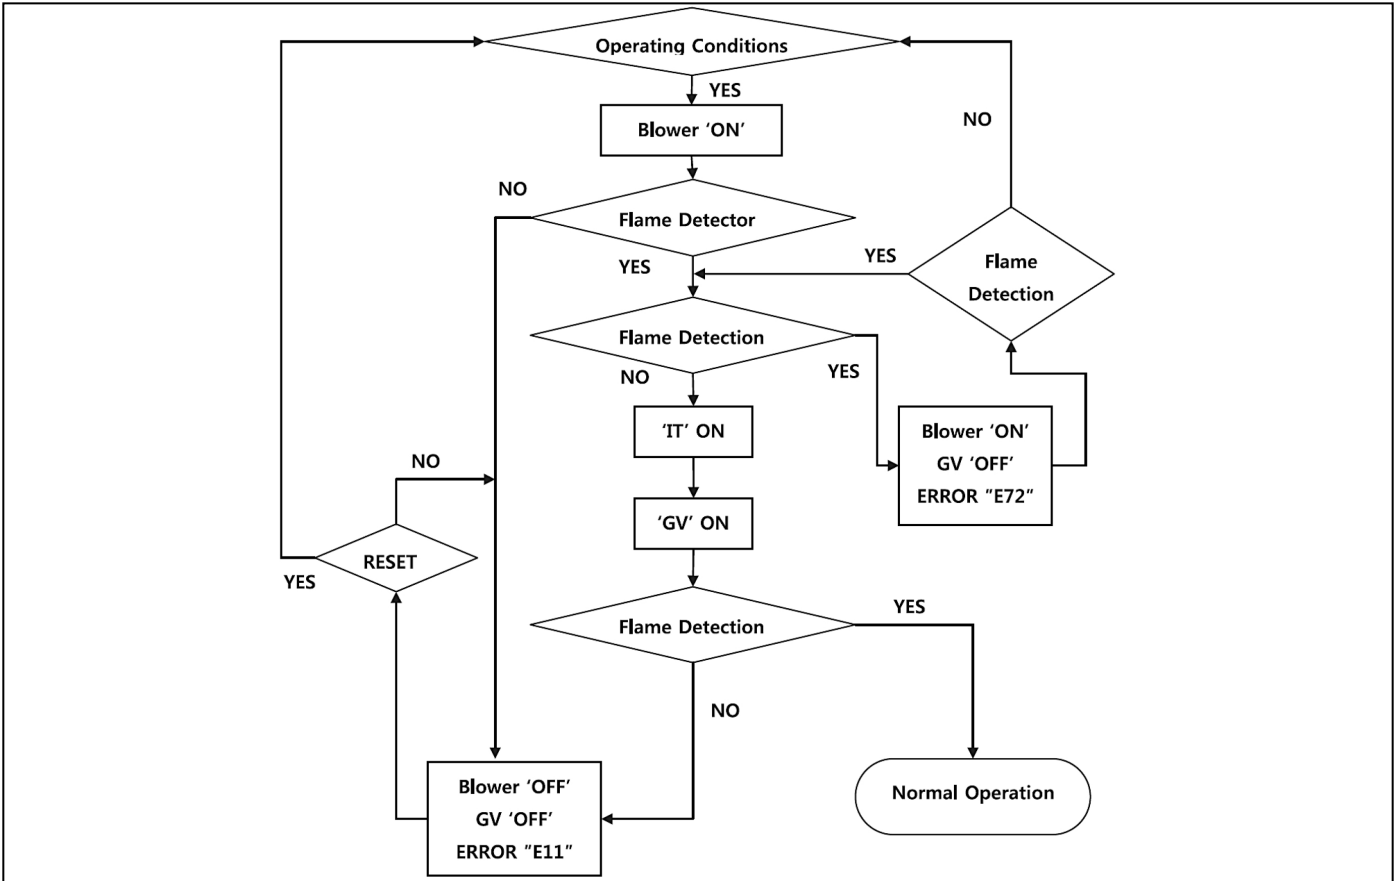 Operating Conditions
YES
Blower ‘ON’
NO
NO
Flame Detector
YES
YES
Flame
Detection
Flame Detection
NO
YES
‘IT’ ON
Blower ‘ON’
GV ‘OFF’
ERROR "E72"
NO
‘GV’ ON
RESET
YES
Flame Detection
YES
NO
Blower ‘OFF’
GV ‘OFF’
ERROR "E11"
Normal Operation